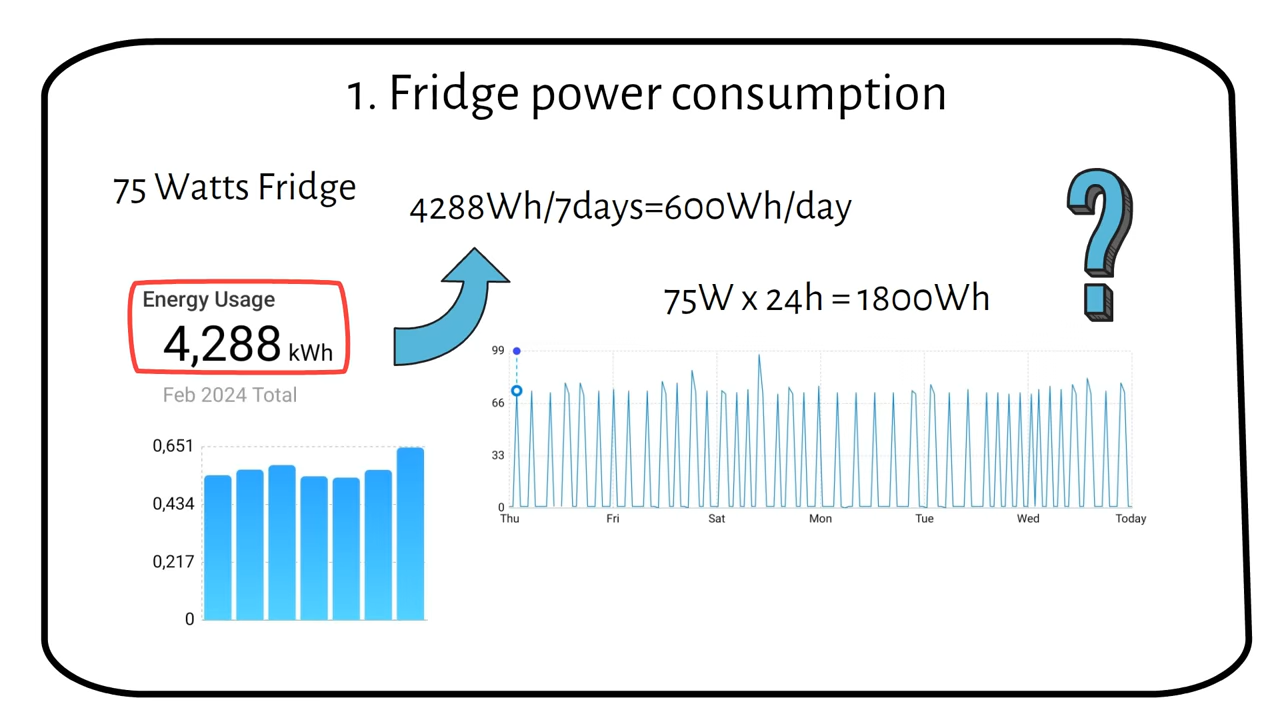 1. Fridge power consumption
75 Watts Fridge
4288Wh/7days=600Wh/day
Energy Usage
4,288 kWh
Feb 2024 Total
75W x 24h = 1800Wh
?
0,651
0,434
0,217
0
99
66
33
0
Thu Fri Sat Mon Tue Wed Today